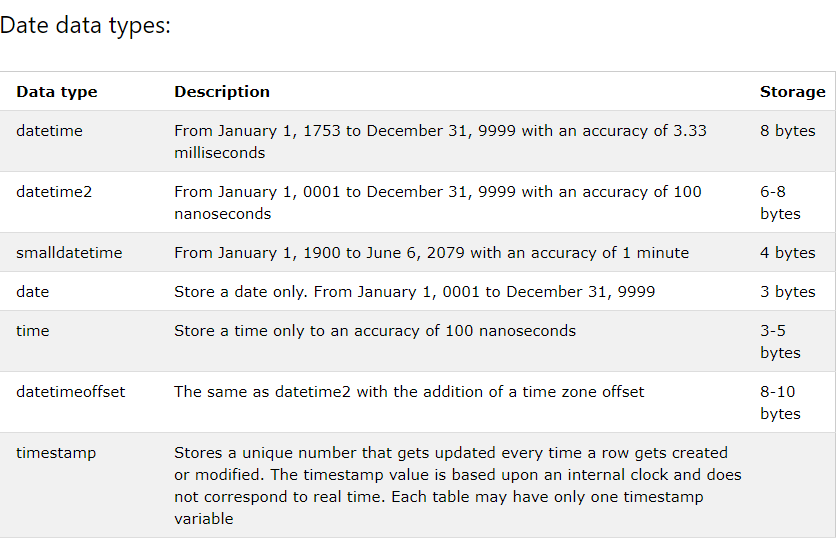 Date data types:
Data type Description Storage
datetime From January 1, 1753 to December 31, 9999 with an accuracy of 3.33 8 bytes
milliseconds
datetime2 From January 1, 0001 to December 31, 9999 with an accuracy of 100 6-8
nanoseconds bytes
smalldatetime From January 1, 1900 to June 6, 2079 with an accuracy of 1 minute 4 bytes
date Store a date only. From January 1, 0001 to December 31, 9999 3 bytes
time Store a time only to an accuracy of 100 nanoseconds 3-5
bytes
datetimeoffset The same as datetime2 with the addition of a time zone offset 8-10
bytes
timestamp Stores a unique number that gets updated every time a row gets created
or modified. The timestamp value is based upon an internal clock and does
not correspond to real time. Each table may have only one timestamp
variable